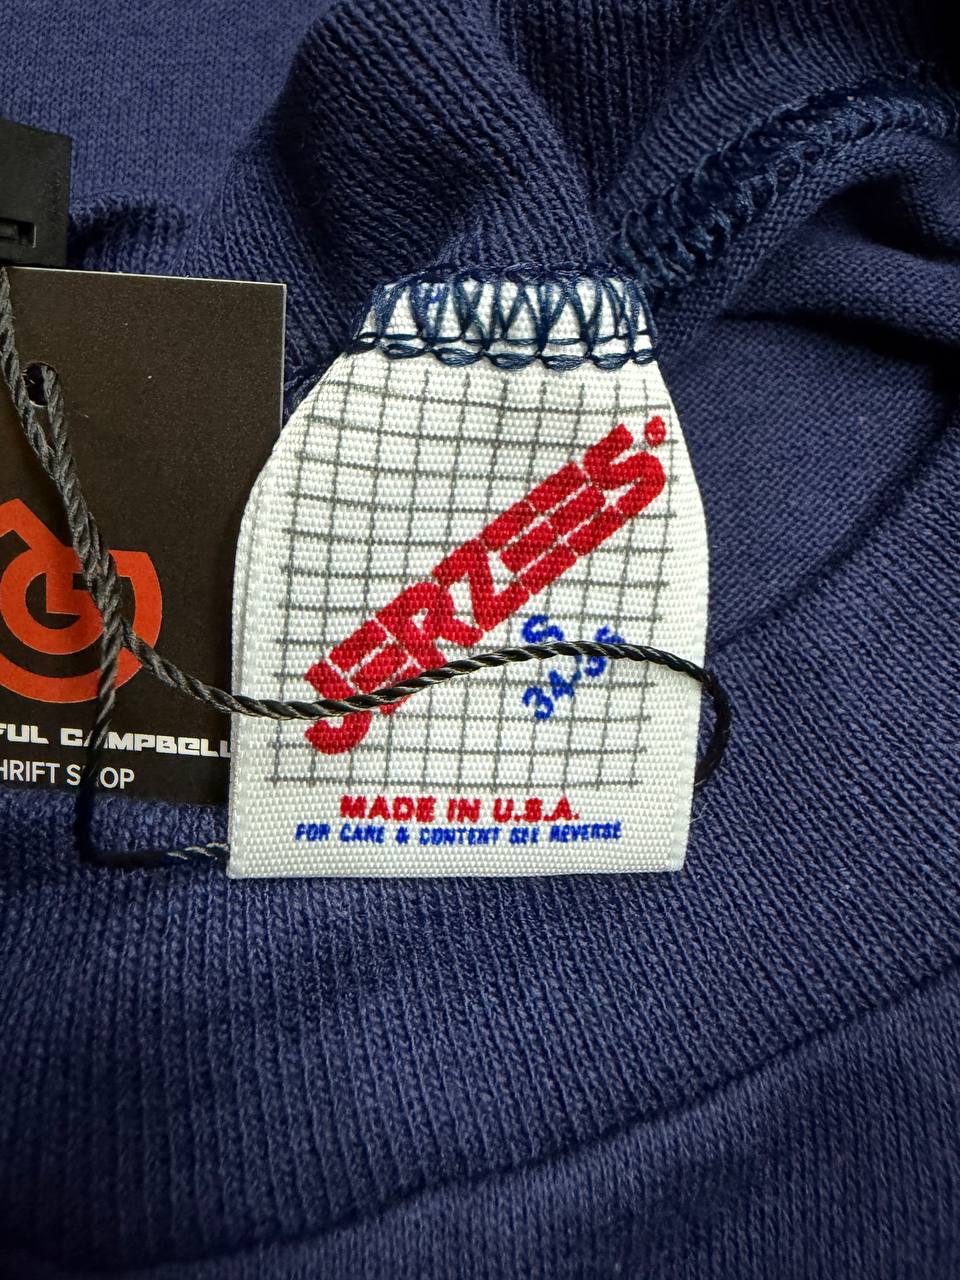 JERZEES
S
34-36
MADE IN U.S.A.
FOR CARE & CONTENT SEE REVERSE
G
FUL CAMPBELL
HRIFT SHOP